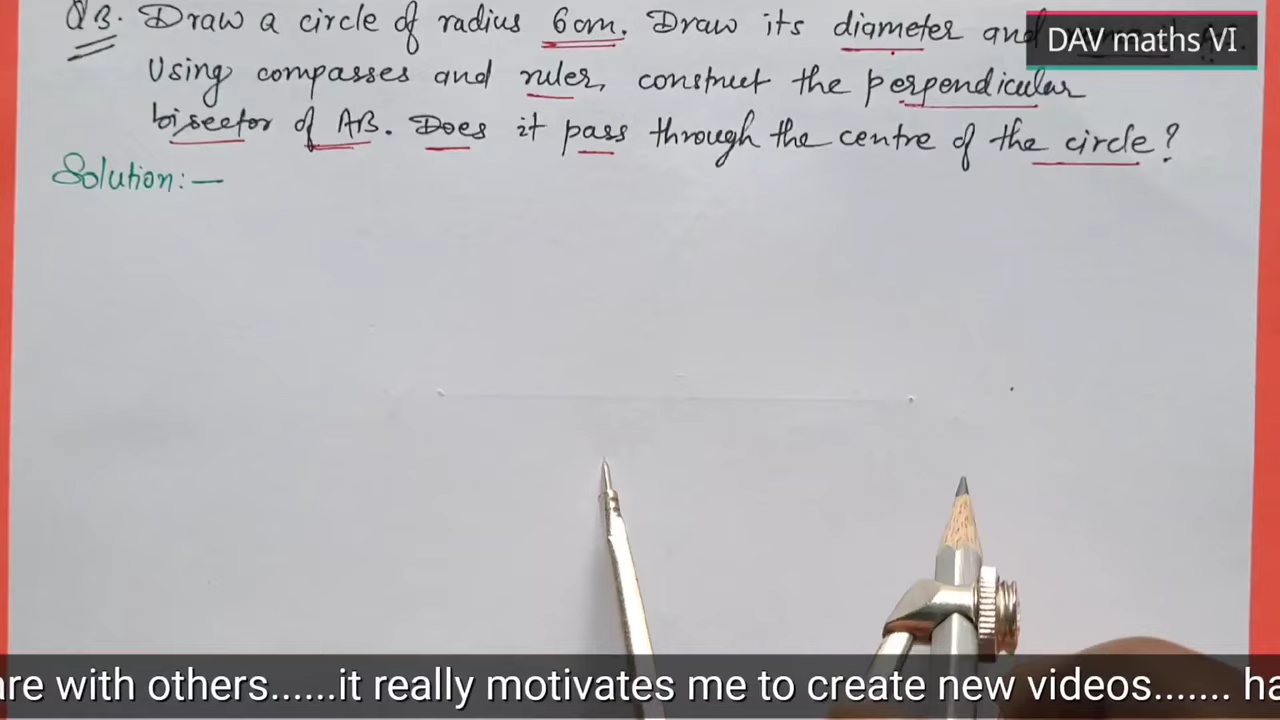 Q3. Draw a circle of radius 6cm. Draw its diameter and
DAV maths VI
Using compasses and ruler, construct the perpendicular
bisector of AB. Does it pass through the centre of the circle?
Solution:-
are with others......it really motivates me to create new videos....... ha